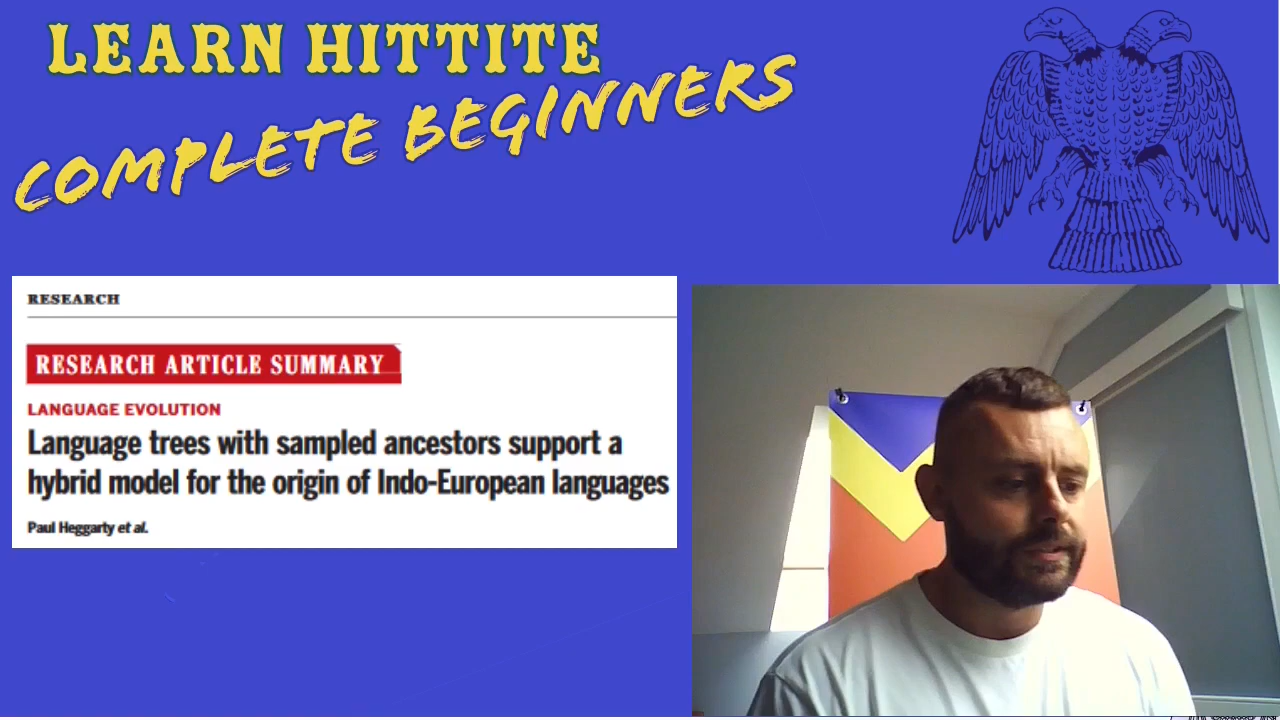 LEARN HITTITE
COMPLETE BEGINNERS
RESEARCH
RESEARCH ARTICLE SUMMARY
LANGUAGE EVOLUTION
Language trees with sampled ancestors support a
hybrid model for the origin of Indo-European languages
Paul Heggarty et al.